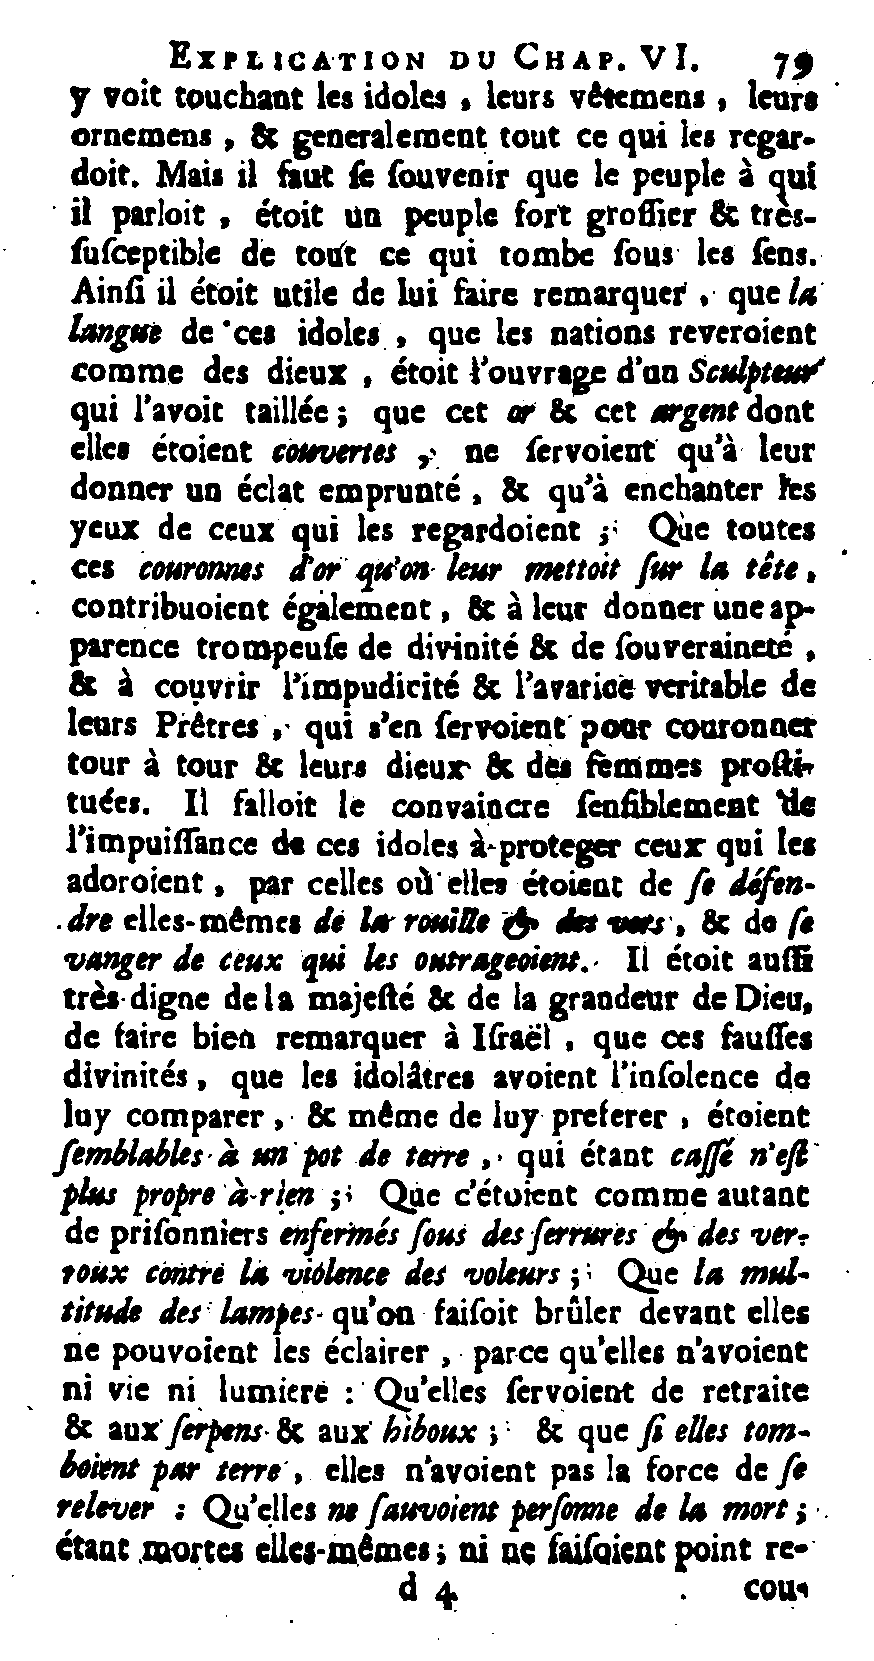 EXPLICATION DU CHAP. VI. 79
y voit touchant les idoles, leurs vêtemens, leurs
ornemens, & generalement tout ce qui les regar-
doit. Mais il faut ſe ſouvenir que le peuple à qui
il parloit, étoit un peuple fort groſſier & très-
ſuſceptible de tout ce qui tombe ſous les ſens.
Ainſi il étoit utile de lui faire remarquer, que la
langue de ces idoles, que les nations reveroient
comme des dieux, étoit l'ouvrage d'un Sculpteur
qui l'avoit taillée; que cet or & cet argent dont
elles étoient couvertes, ne ſervoient qu'à leur
donner un éclat emprunté, & qu'à enchanter les
yeux de ceux qui les regardoient; Que toutes
ces couronnes d'or qu'on leur mettoit ſur la tête,
contribuoient également, & à leur donner une ap-
parence trompeuſe de divinité & de ſouveraineté,
& à couvrir l'impudicité & l'avarice veritable de
leurs Prêtres, qui s'en ſervoient pour couronner
tour à tour & leurs dieux & des femmes proſti-
tuées. Il falloit le convaincre ſenſiblement de
l'impuiſſance de ces idoles à proteger ceux qui les
adoroient, par celles où elles étoient de ſe défen-
dre elles-mêmes de la rouille & des vers, & de ſe
vanger de ceux qui les outrageoient. Il étoit auſſi
très-digne de la majeſté & de la grandeur de Dieu,
de faire bien remarquer à Iſraël, que ces fauſſes
divinités, que les idolâtres avoient l'inſolence de
luy comparer, & même de luy preferer, étoient
ſemblables à un pot de terre, qui étant caſſé n'eſt
plus propre à rien; Que c'étoient comme autant
de priſonniers enfermés ſous des ſerrures & des ver-
roux contre la violence des voleurs; Que la mul-
titude des lampes qu'on faiſoit brûler devant elles
ne pouvoient les éclairer, parce qu'elles n'avoient
ni vie ni lumiere : Qu'elles ſervoient de retraite
& aux ſerpens & aux hiboux; & que ſi elles tom-
boient par terre, elles n'avoient pas la force de ſe
relever : Qu'elles ne ſauvoient perſonne de la mort;
étant mortes elles-mêmes; ni ne faiſoient point re-
d 4 cou-